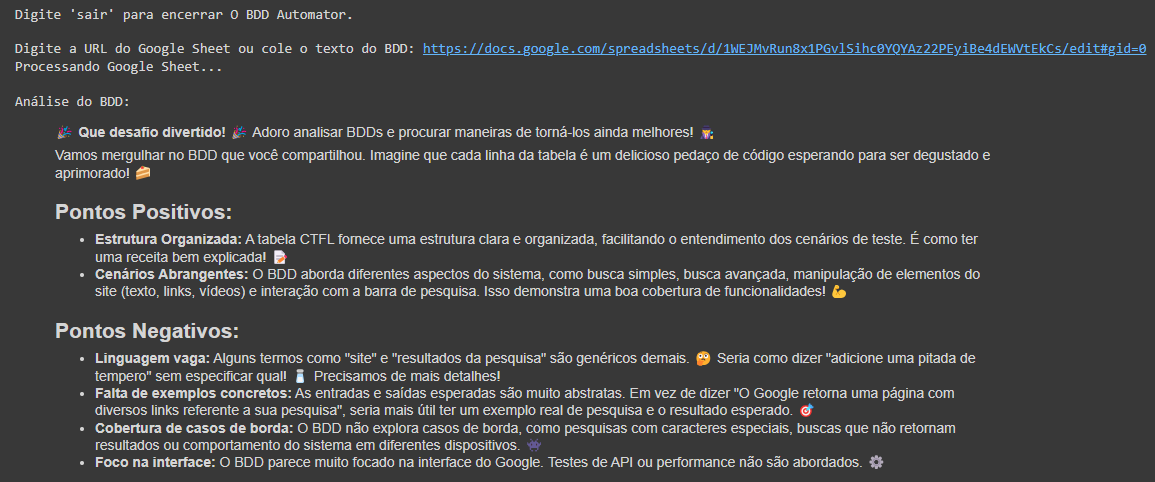 Digite 'sair' para encerrar O BDD Automator.
Digite a URL do Google Sheet ou cole o texto do BDD: https://docs.google.com/spreadsheets/d/1WEJMvRun8x1PGvlSihc0YQYAz22PEyiBe4dEWVtEkCs/edit#gid=0
Processando Google Sheet...
Análise do BDD:
🎉 Que desafio divertido! 🎉 Adoro analisar BDDs e procurar maneiras de torná-los ainda melhores! 👩‍🎤
Vamos mergulhar no BDD que você compartilhou. Imagine que cada linha da tabela é um delicioso pedaço de código esperando para ser degustado e
aprimorado! 🍰
Pontos Positivos:
• Estrutura Organizada: A tabela CTFL fornece uma estrutura clara e organizada, facilitando o entendimento dos cenários de teste. É como ter
uma receita bem explicada! 📝
• Cenários Abrangentes: O BDD aborda diferentes aspectos do sistema, como busca simples, busca avançada, manipulação de elementos do
site (texto, links, vídeos) e interação com a barra de pesquisa. Isso demonstra uma boa cobertura de funcionalidades! 💪
Pontos Negativos:
• Linguagem vaga: Alguns termos como "site" e "resultados da pesquisa" são genéricos demais. 🤔 Seria como dizer "adicione uma pitada de
tempero" sem especificar qual! 🧂 Precisamos de mais detalhes!
• Falta de exemplos concretos: As entradas e saídas esperadas são muito abstratas. Em vez de dizer "O Google retorna uma página com
diversos links referente a sua pesquisa", seria mais útil ter um exemplo real de pesquisa e o resultado esperado. 🎯
• Cobertura de casos de borda: O BDD não explora casos de borda, como pesquisas com caracteres especiais, buscas que não retornam
resultados ou comportamento do sistema em diferentes dispositivos. 👾
• Foco na interface: O BDD parece muito focado na interface do Google. Testes de API ou performance não são abordados. ⚙️